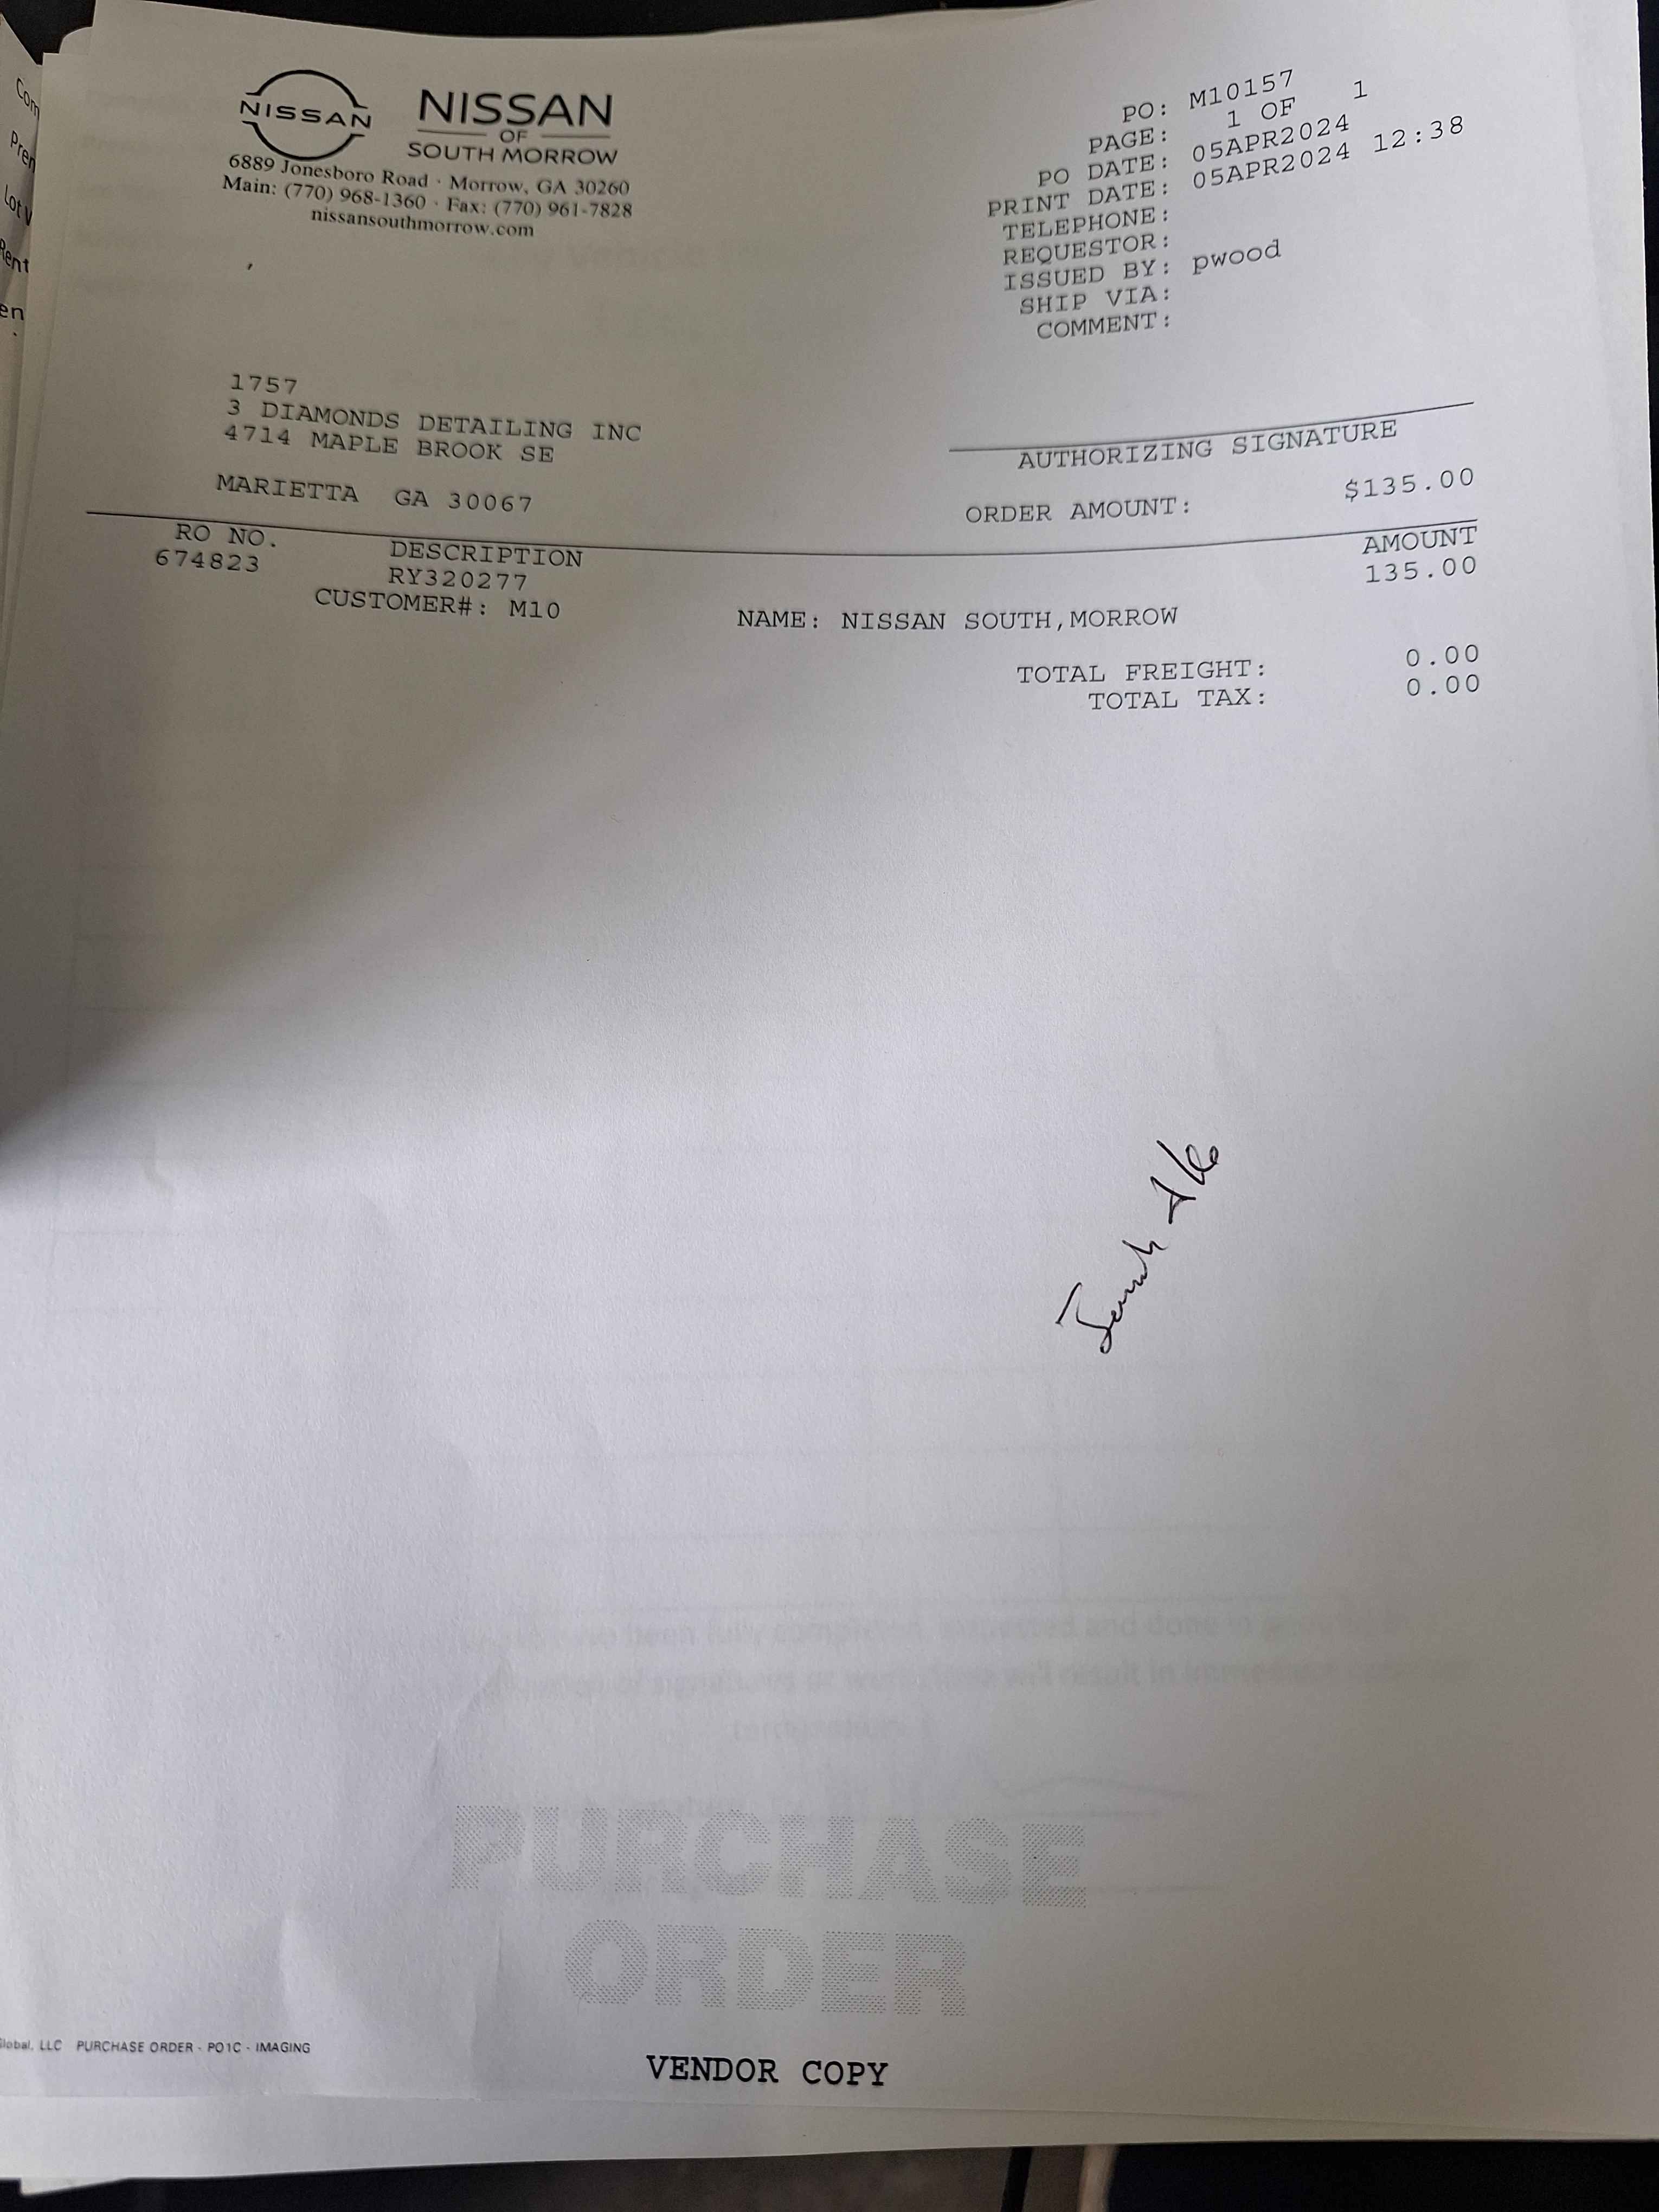 NISSAN
NISSAN
OF
SOUTH MORROW
6889 Jonesboro Road · Morrow, GA 30260
Main: (770) 968-1360 · Fax: (770) 961-7828
nissansouthmorrow.com
PO: M10157
PAGE: 1 OF 1
PO DATE: 05APR2024
PRINT DATE: 05APR2024 12:38
TELEPHONE:
REQUESTOR:
ISSUED BY: pwood
SHIP VIA:
COMMENT:
1757
3 DIAMONDS DETAILING INC
4714 MAPLE BROOK SE
MARIETTA GA 30067
AUTHORIZING SIGNATURE
ORDER AMOUNT: $135.00
RO NO. DESCRIPTION AMOUNT
674823 RY320277 135.00
CUSTOMER#: M10 NAME: NISSAN SOUTH,MORROW
TOTAL FREIGHT: 0.00
TOTAL TAX: 0.00
PURCHASE
ORDER
Global, LLC PURCHASE ORDER - PO1C - IMAGING
VENDOR COPY